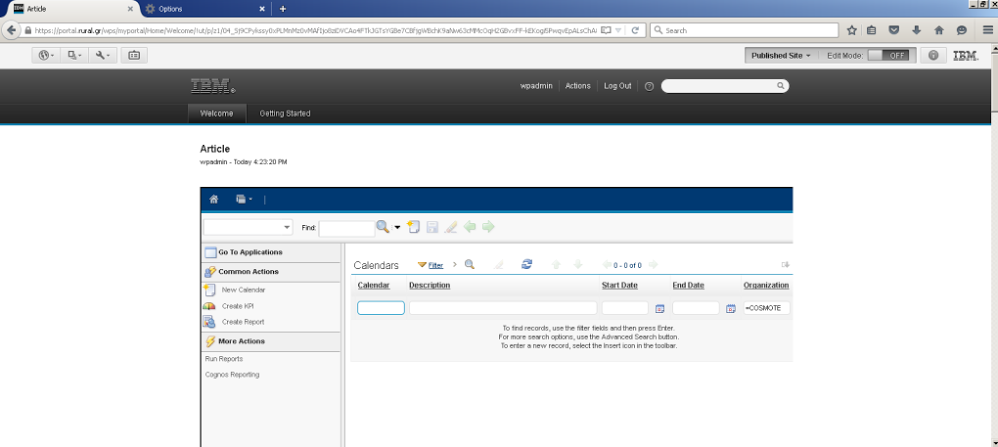 Article
Options
https://portal.rural.gr/wps/myportal/Home/Welcome
Search
Published Site
Edit Mode:
OFF
IBM.
IBM.
wpadmin
Actions
Log Out
Welcome
Getting Started
Article
wpadmin - Today 4:23:20 PM
Find:
Go To Applications
Common Actions
New Calendar
Create KPI
Create Report
More Actions
Run Reports
Cognos Reporting
Calendars
Filter
0 - 0 of 0
Calendar Description Start Date End Date Organization
=COSMOTE
To find records, use the filter fields and then press Enter.
For more search options, use the Advanced Search button.
To enter a new record, select the Insert icon in the toolbar.